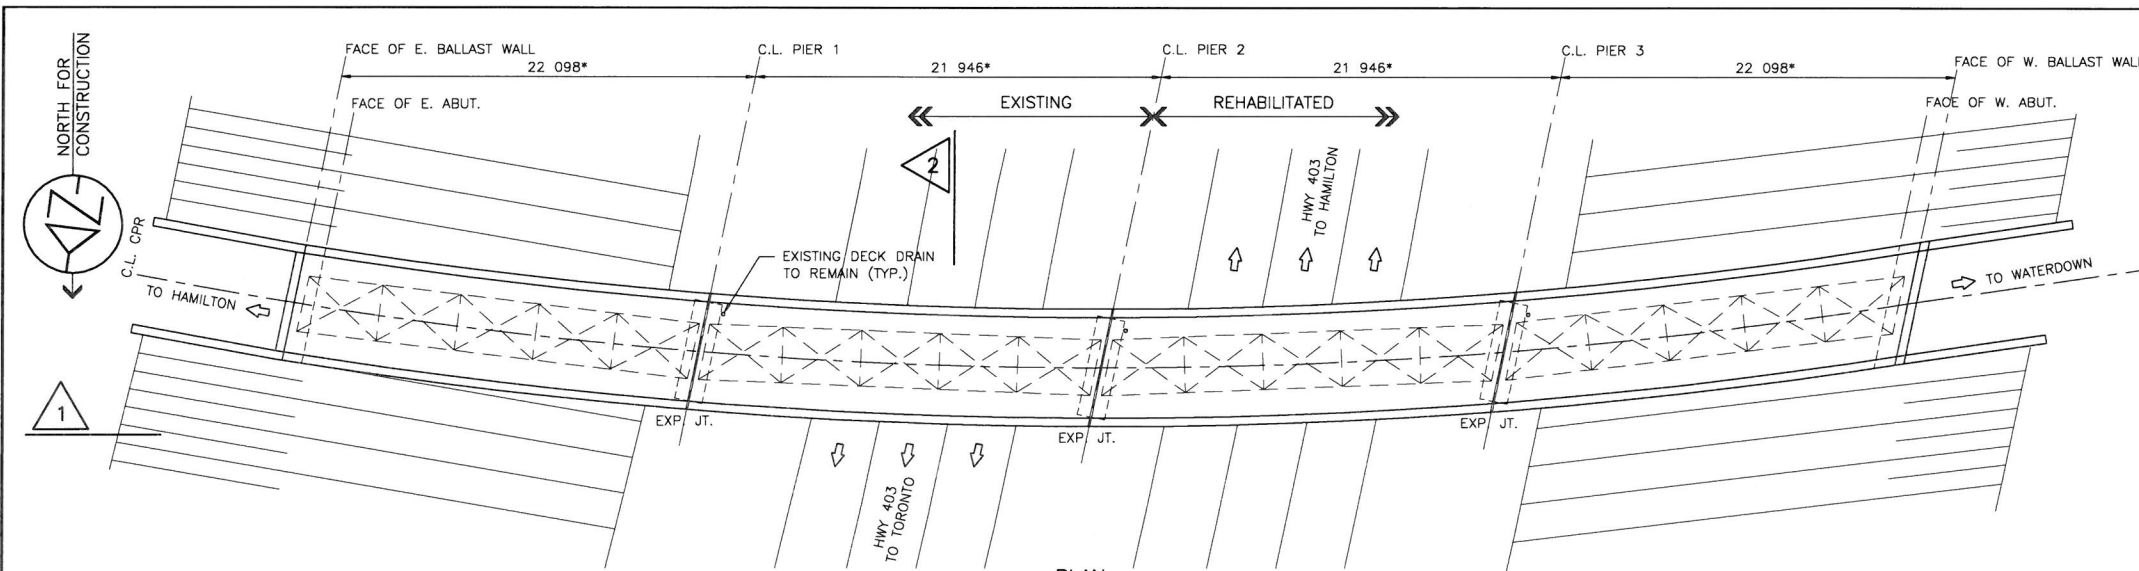 NORTH FOR
CONSTRUCTION
FACE OF E. BALLAST WALL
22 098*
C.L. PIER 1
21 946*
C.L. PIER 2
21 946*
C.L. PIER 3
22 098*
FACE OF W. BALLAST WALL
FACE OF E. ABUT.
EXISTING
REHABILITATED
FACE OF W. ABUT.
2
HWY 403
TO HAMILTON
C.L. CPR
EXISTING DECK DRAIN
TO REMAIN (TYP.)
TO HAMILTON
TO WATERDOWN
1
EXP. JT.
EXP. JT.
EXP. JT.
HWY 403
TO TORONTO
PLAN